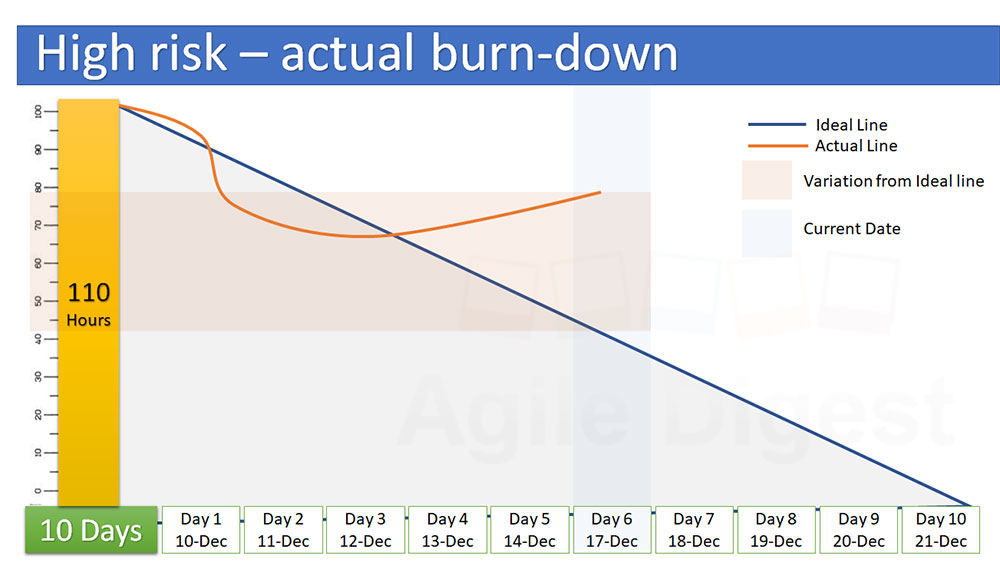 High risk – actual burn-down
Ideal Line
Actual Line
Variation from Ideal line
Current Date
100
90
80
70
60
50
40
30
20
10
0
110
Hours
Agile Digest
10 Days
Day 1
10-Dec
Day 2
11-Dec
Day 3
12-Dec
Day 4
13-Dec
Day 5
14-Dec
Day 6
17-Dec
Day 7
18-Dec
Day 8
19-Dec
Day 9
20-Dec
Day 10
21-Dec